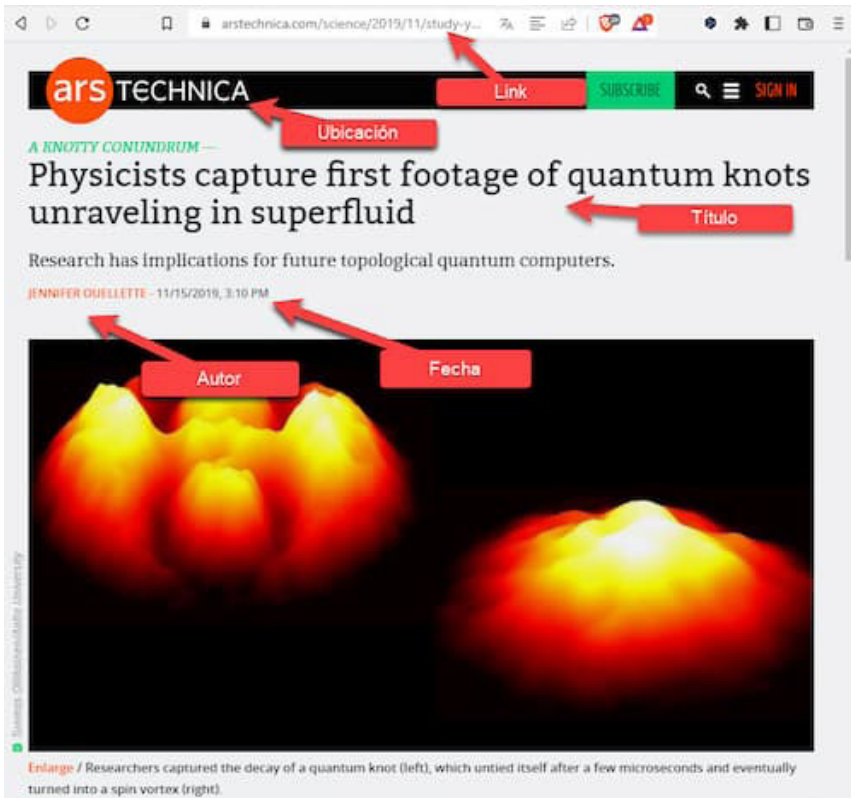 arstechnica.com/science/2019/11/study-y...
Link
ars TECHNICA
SUBSCRIBE
SIGN IN
Ubicación
A KNOTTY CONUNDRUM —
Physicists capture first footage of quantum knots
unraveling in superfluid
Título
Research has implications for future topological quantum computers.
JENNIFER OUELLETTE - 11/15/2019, 3:10 PM
Autor
Fecha
Enlarge / Researchers captured the decay of a quantum knot (left), which untied itself after a few microseconds and eventually
turned into a spin vortex (right).